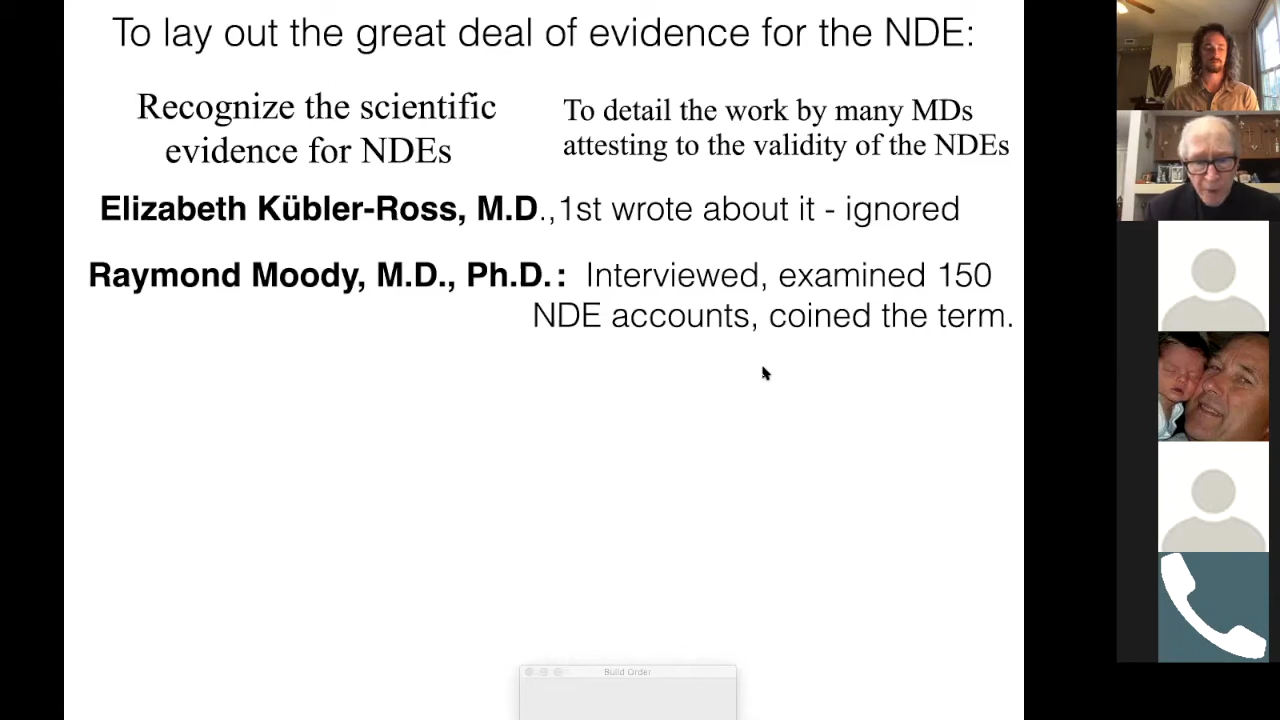 To lay out the great deal of evidence for the NDE:
Recognize the scientific
evidence for NDEs
To detail the work by many MDs
attesting to the validity of the NDEs
Elizabeth Kübler-Ross, M.D.,1st wrote about it - ignored
Raymond Moody, M.D., Ph.D.: Interviewed, examined 150
NDE accounts, coined the term.
Build Order